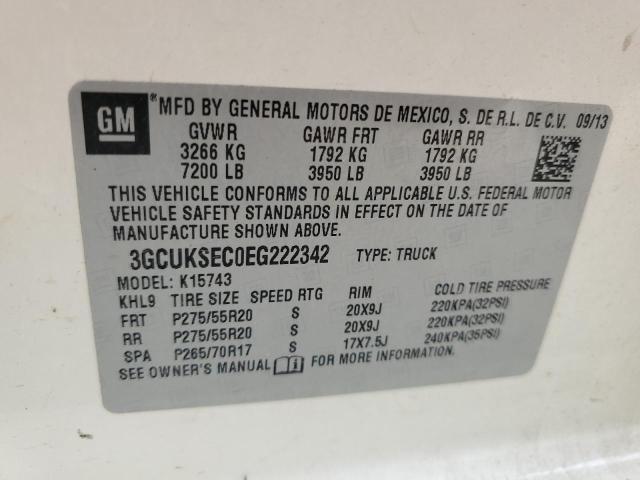 GM *MFD BY GENERAL MOTORS DE MEXICO, S. DE R.L. DE C.V. 09/13
GVWR GAWR FRT GAWR RR
3266 KG 1792 KG 1792 KG
7200 LB 3950 LB 3950 LB
THIS VEHICLE CONFORMS TO ALL APPLICABLE U.S. FEDERAL MOTOR
VEHICLE SAFETY STANDARDS IN EFFECT ON THE DATE OF
MANUFACTURE SHOWN ABOVE.
3GCUKSEC0EG222342 TYPE: TRUCK
MODEL: K15743
KHL9 TIRE SIZE SPEED RTG RIM COLD TIRE PRESSURE
FRT P275/55R20 S 20X9J 220KPA(32PSI)
RR P275/55R20 S 20X9J 220KPA(32PSI)
SPA P265/70R17 S 17X7.5J 240KPA(35PSI)
SEE OWNER'S MANUAL FOR MORE INFORMATION.